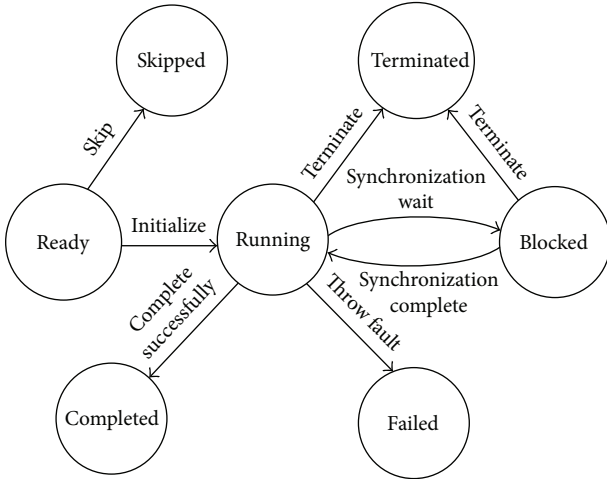 Skipped
Terminated
Skip
Terminate
Terminate
Synchronization
wait
Ready
Initialize
Running
Blocked
Synchronization
complete
Complete
successfully
Throw fault
Completed
Failed